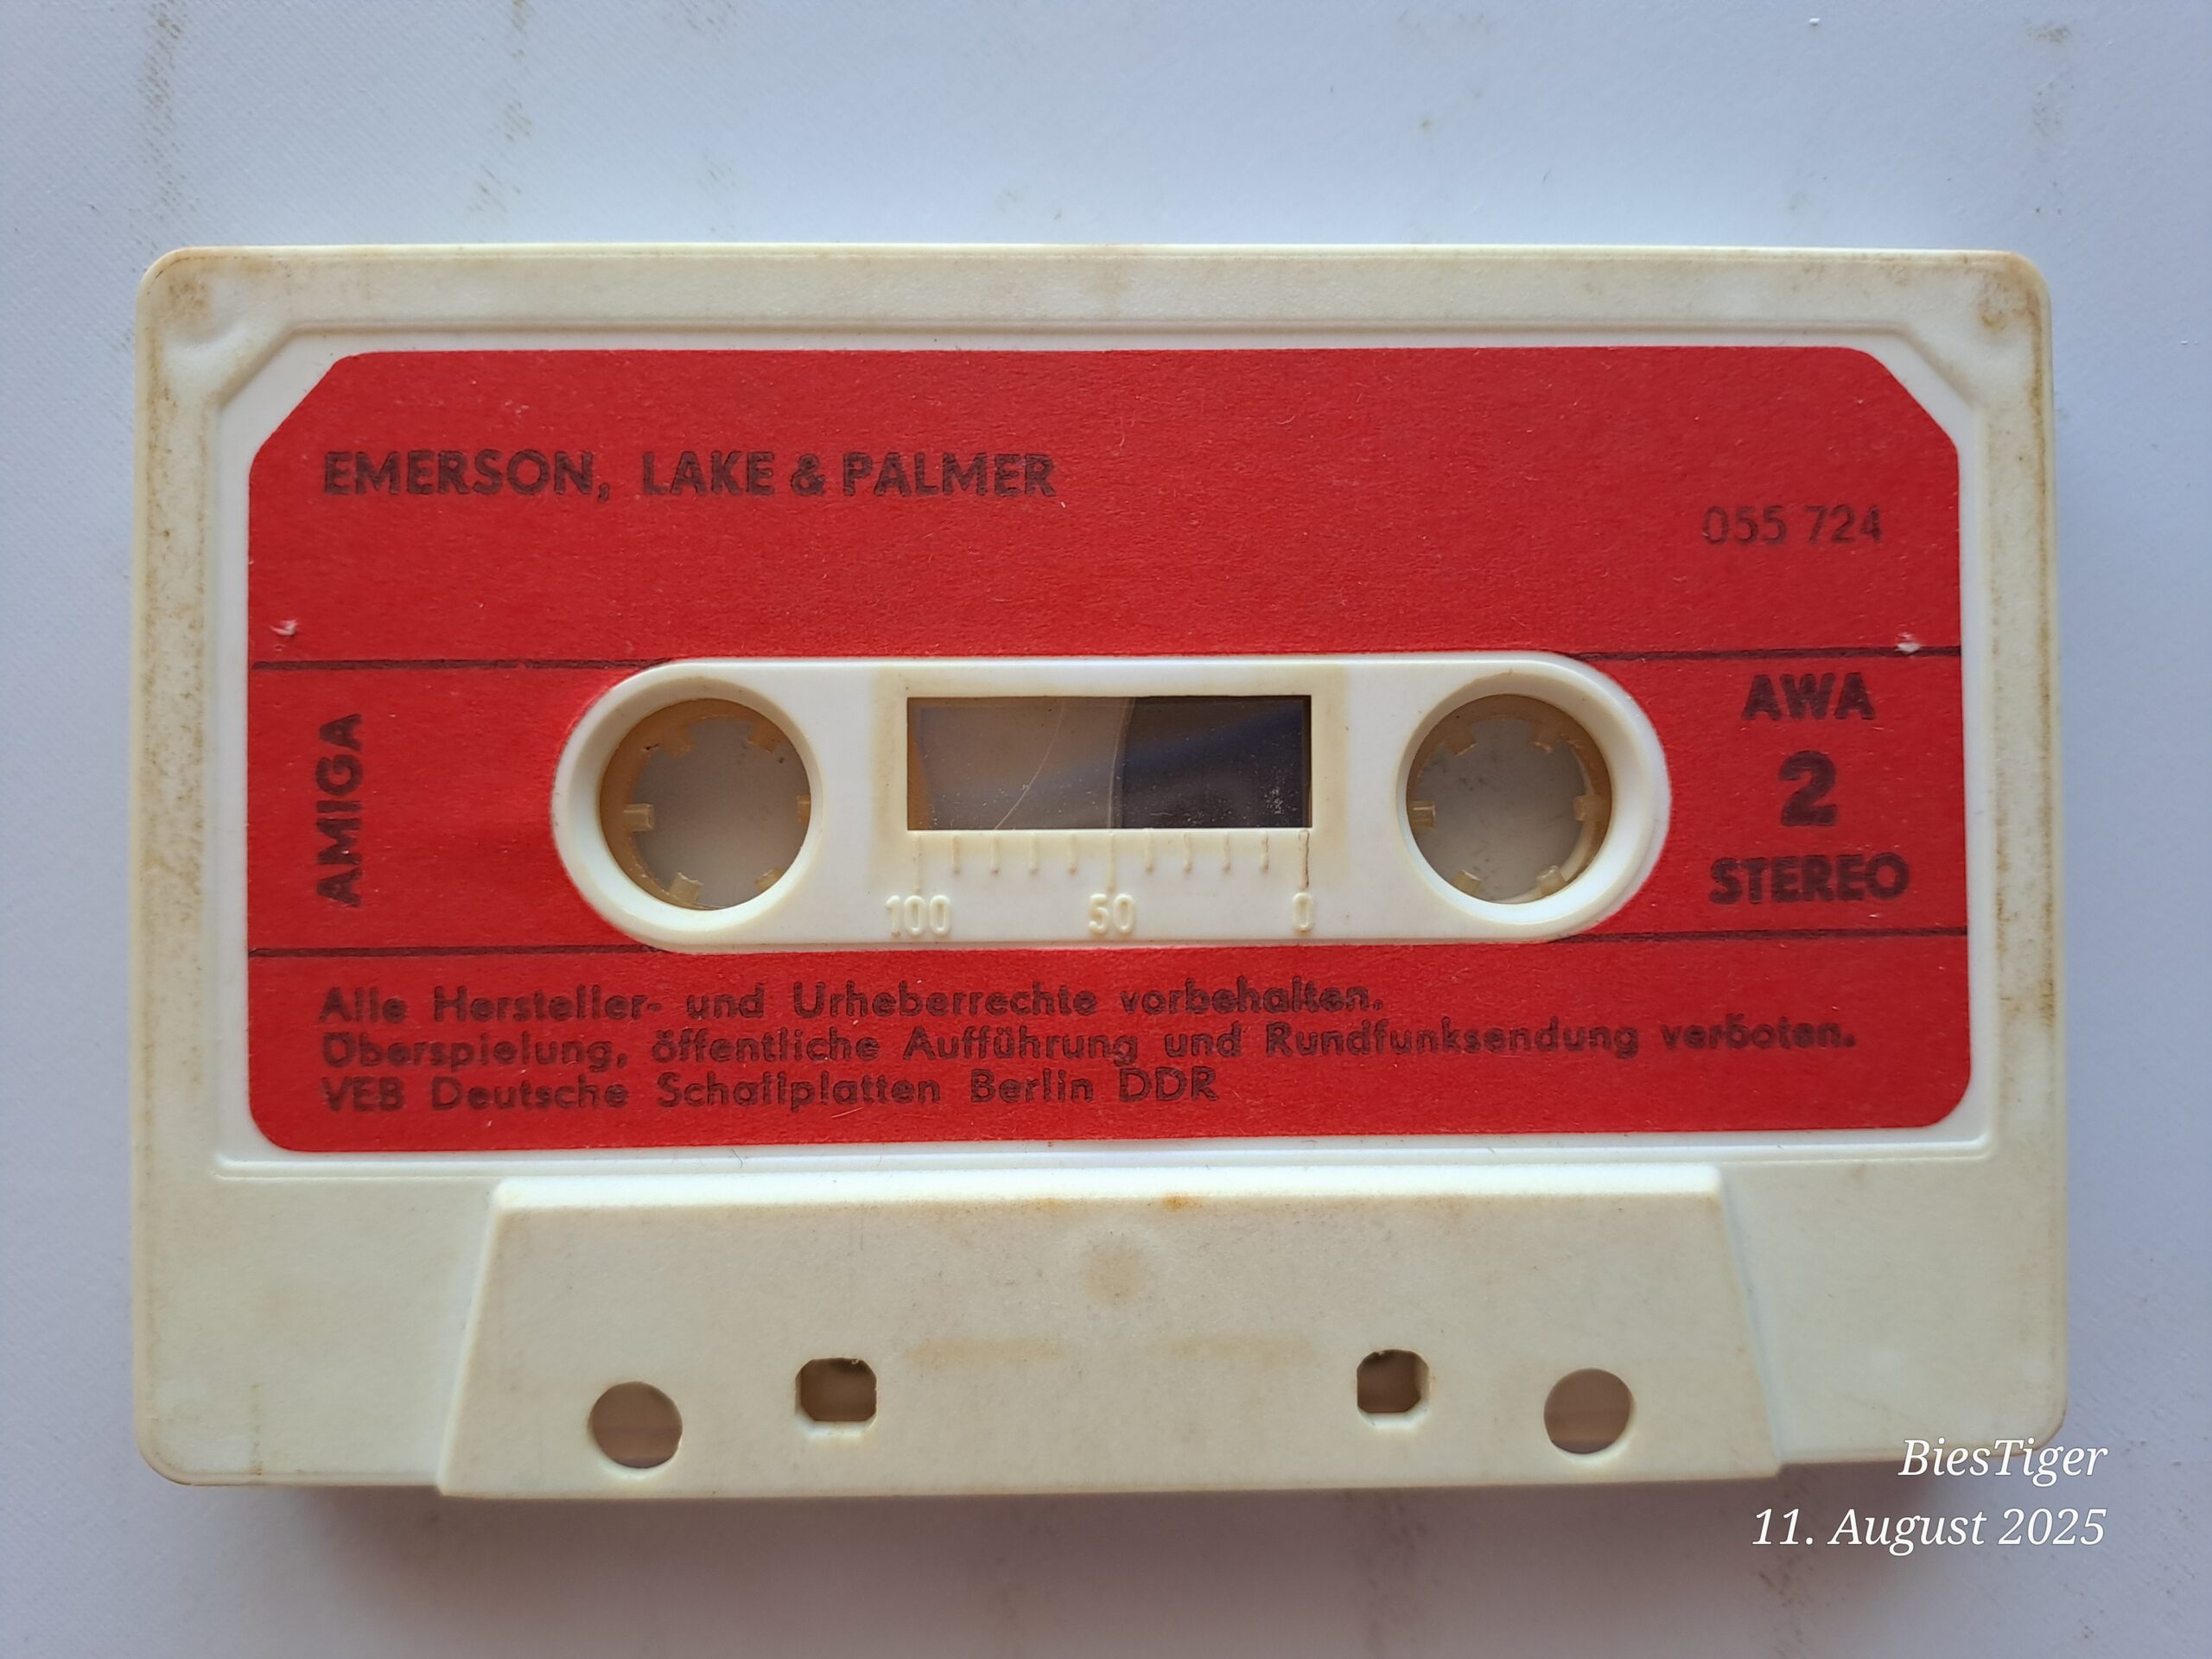 EMERSON, LAKE & PALMER
055 724
AMIGA
AWA
2
STEREO
100 50 0
Alle Hersteller- und Urheberrechte vorbehalten.
Überspielung, öffentliche Aufführung und Rundfunksendung verboten.
VEB Deutsche Schallplatten Berlin DDR
BiesTiger
11. August 2025